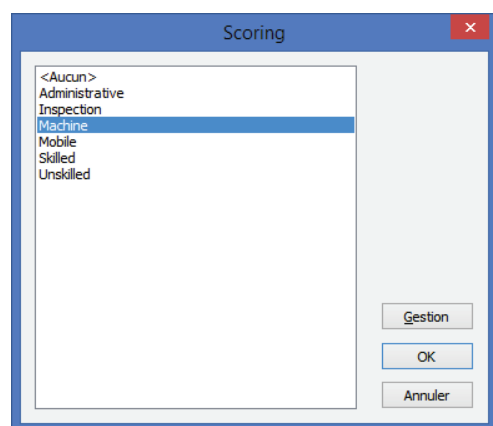 Scoring
<Aucun>
Administrative
Inspection
Machine
Mobile
Skilled
Unskilled
Gestion
OK
Annuler